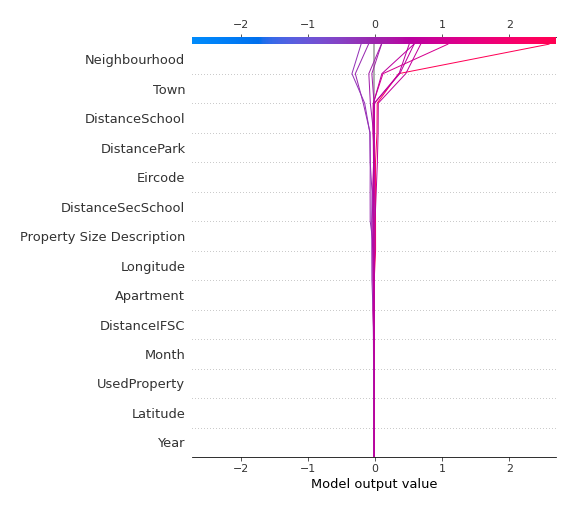 −2 −1 0 1 2
Neighbourhood
Town
DistanceSchool
DistancePark
Eircode
DistanceSecSchool
Property Size Description
Longitude
Apartment
DistanceIFSC
Month
UsedProperty
Latitude
Year
−2 −1 0 1 2
Model output value